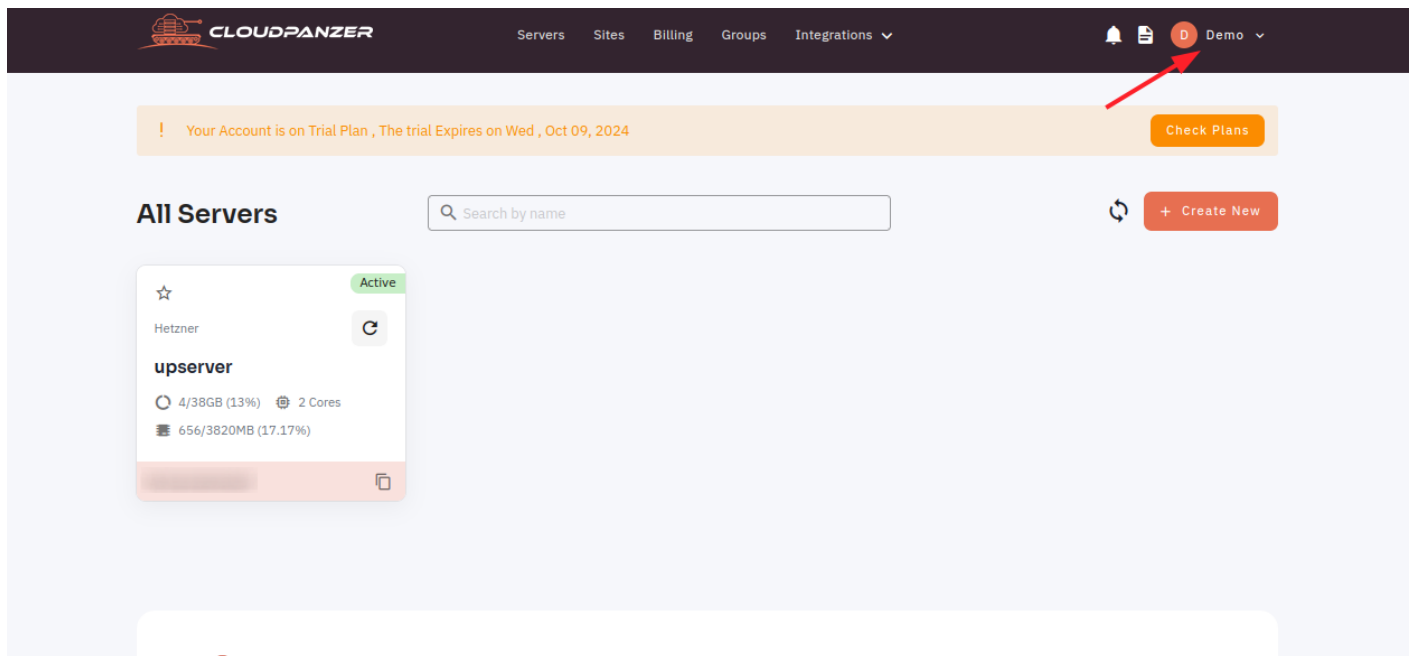 CLOUDPANZER
Servers Sites Billing Groups Integrations
D Demo
! Your Account is on Trial Plan , The trial Expires on Wed , Oct 09, 2024
Check Plans
All Servers
Search by name
+ Create New
Active
Hetzner
upserver
4/38GB (13%) 2 Cores
656/3820MB (17.17%)